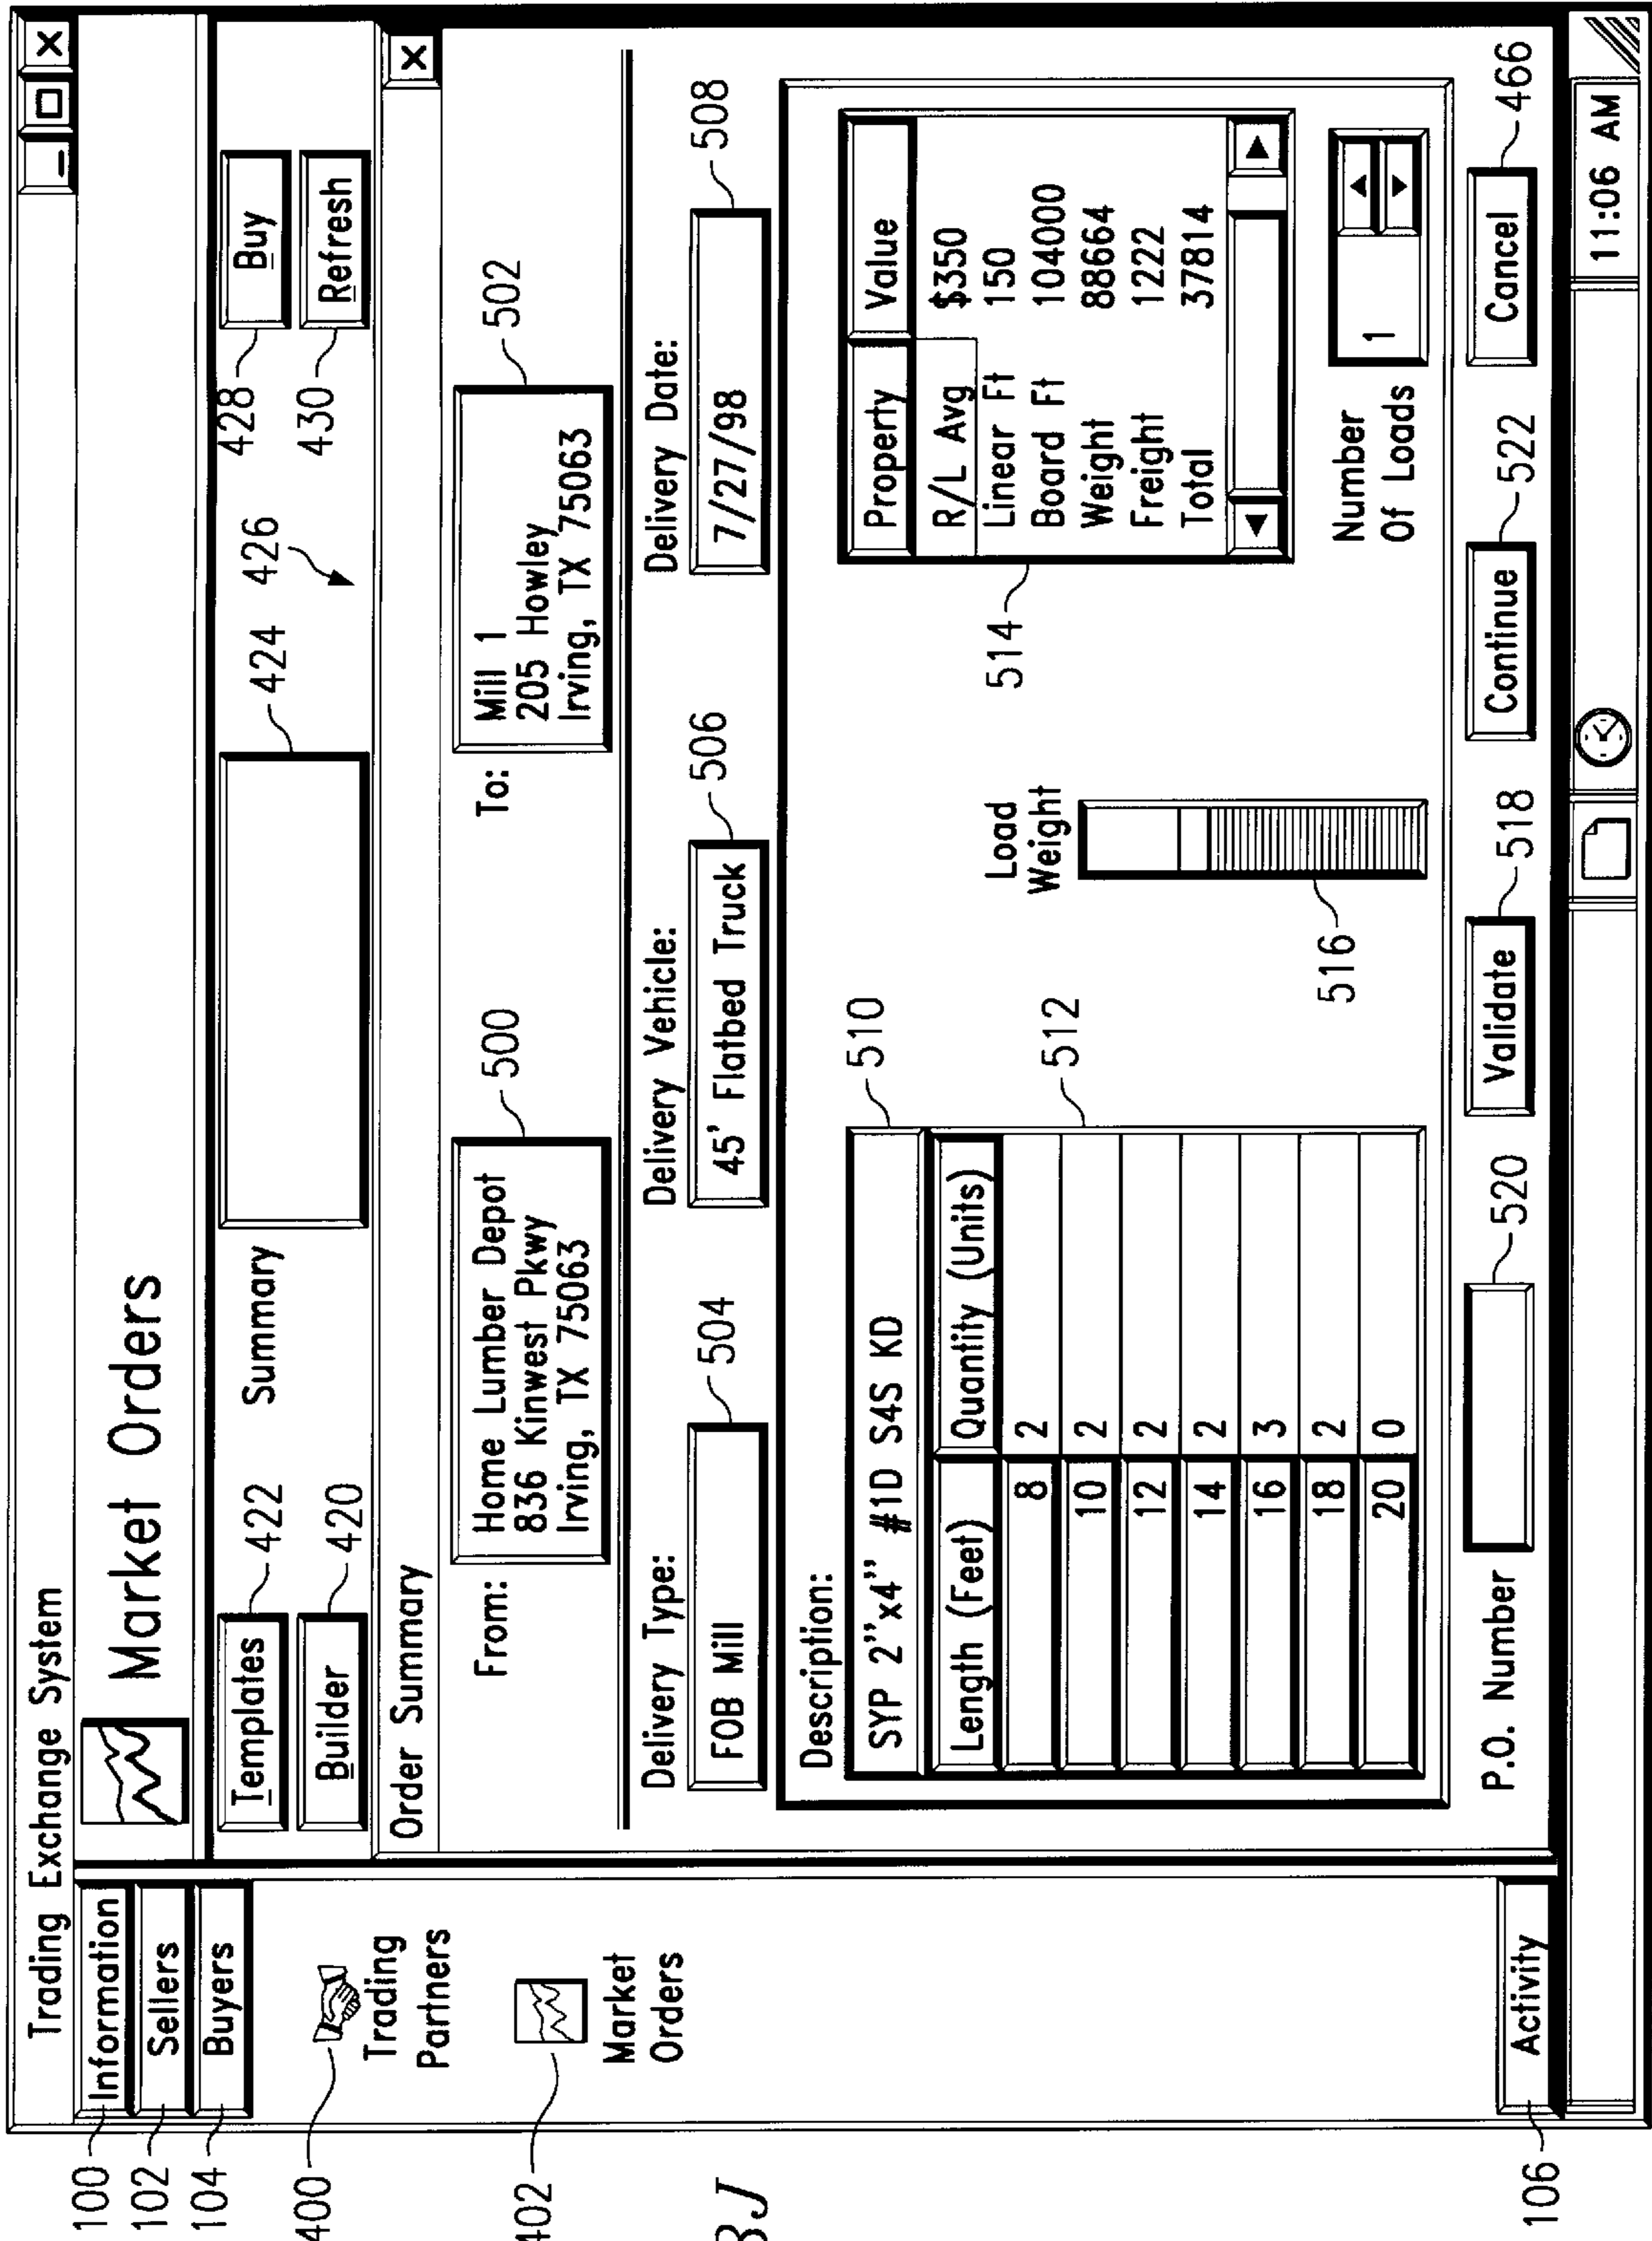 Trading Exchange System
100
Information
102
Sellers
104
Buyers
400
Trading
Partners
402
Market
Orders
106
Activity
Market Orders
Templates
422
Builder
420
Summary
424
426
428
Buy
430
Refresh
Order Summary
From:
Home Lumber Depot
836 Kinwest Pkwy
Irving, TX 75063
500
To:
Mill 1
205 Howley
Irving, TX 75063
502
Delivery Type:
FOB Mill
504
Delivery Vehicle:
45' Flatbed Truck
506
Delivery Date:
7/27/98
508
Description:
SYP 2"x4" #1D S4S KD
510
Length (Feet) Quantity (Units)
8 2
10 2
12 2
14 2
16 3
18 2
20 0
512
Load
Weight
516
Property Value
R/L Avg $350
Linear Ft 150
Board Ft 104000
Weight 88664
Freight 1222
Total 37814
514
Number
Of Loads
1
P.O. Number
520
Validate
518
Continue
522
Cancel
466
11:06 AM